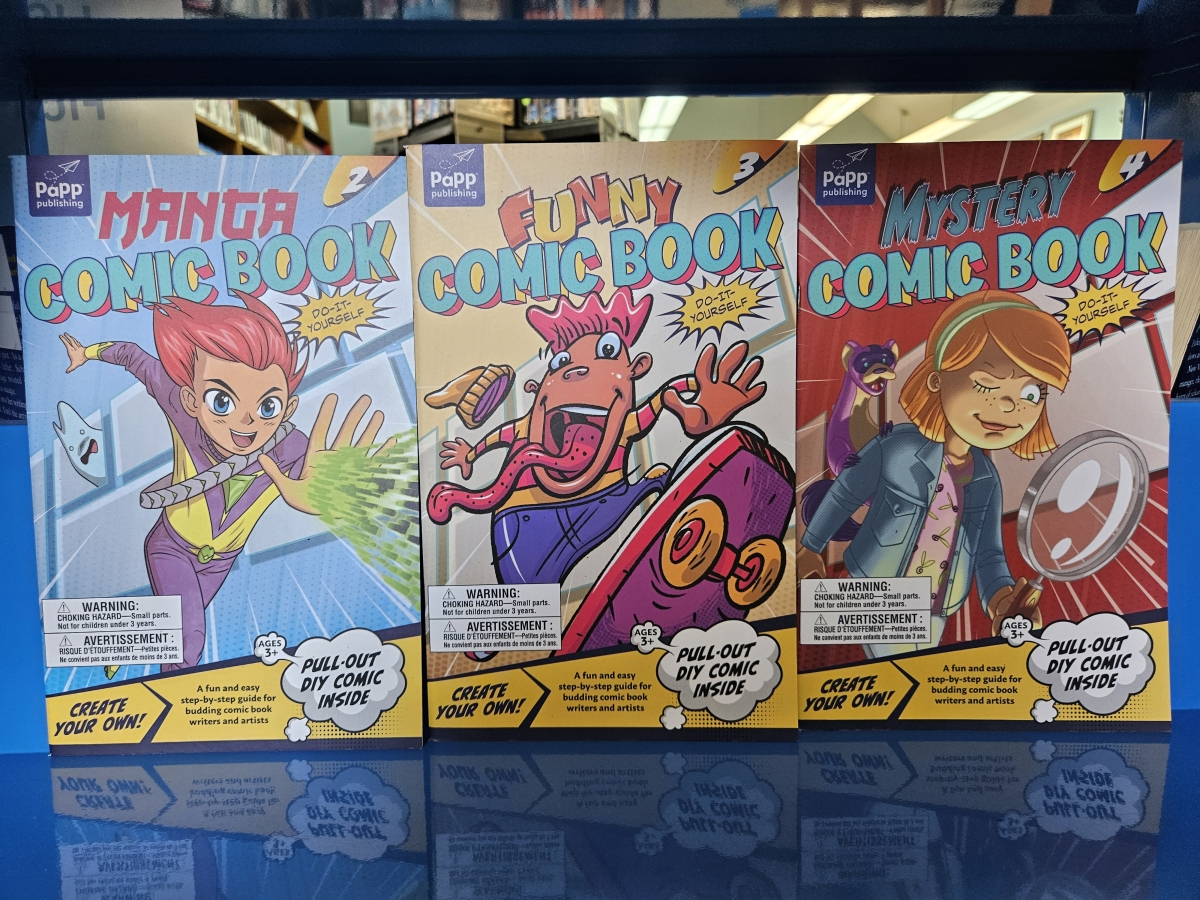 Papp
publishing
2
MANGA
COMIC BOOK
DO-IT-
YOURSELF
WARNING:
CHOKING HAZARD—Small parts.
Not for children under 3 years.
AVERTISSEMENT :
RISQUE D'ÉTOUFFEMENT—Petites pièces.
Ne convient pas aux enfants de moins de 3 ans.
AGES
3+
PULL-OUT
DIY COMIC
INSIDE
CREATE
YOUR OWN!
A fun and easy
step-by-step guide for
budding comic book
writers and artists
Papp
publishing
3
FUNNY
COMIC BOOK
DO-IT-
YOURSELF
WARNING:
CHOKING HAZARD—Small parts.
Not for children under 3 years.
AVERTISSEMENT :
RISQUE D'ÉTOUFFEMENT—Petites pièces.
Ne convient pas aux enfants de moins de 3 ans.
AGES
3+
PULL-OUT
DIY COMIC
INSIDE
CREATE
YOUR OWN!
A fun and easy
step-by-step guide for
budding comic book
writers and artists
Papp
publishing
4
MYSTERY
COMIC BOOK
DO-IT-
YOURSELF
WARNING:
CHOKING HAZARD—Small parts.
Not for children under 3 years.
AVERTISSEMENT :
RISQUE D'ÉTOUFFEMENT—Petites pièces.
Ne convient pas aux enfants de moins de 3 ans.
AGES
3+
PULL-OUT
DIY COMIC
INSIDE
CREATE
YOUR OWN!
A fun and easy
step-by-step guide for
budding comic book
writers and artists